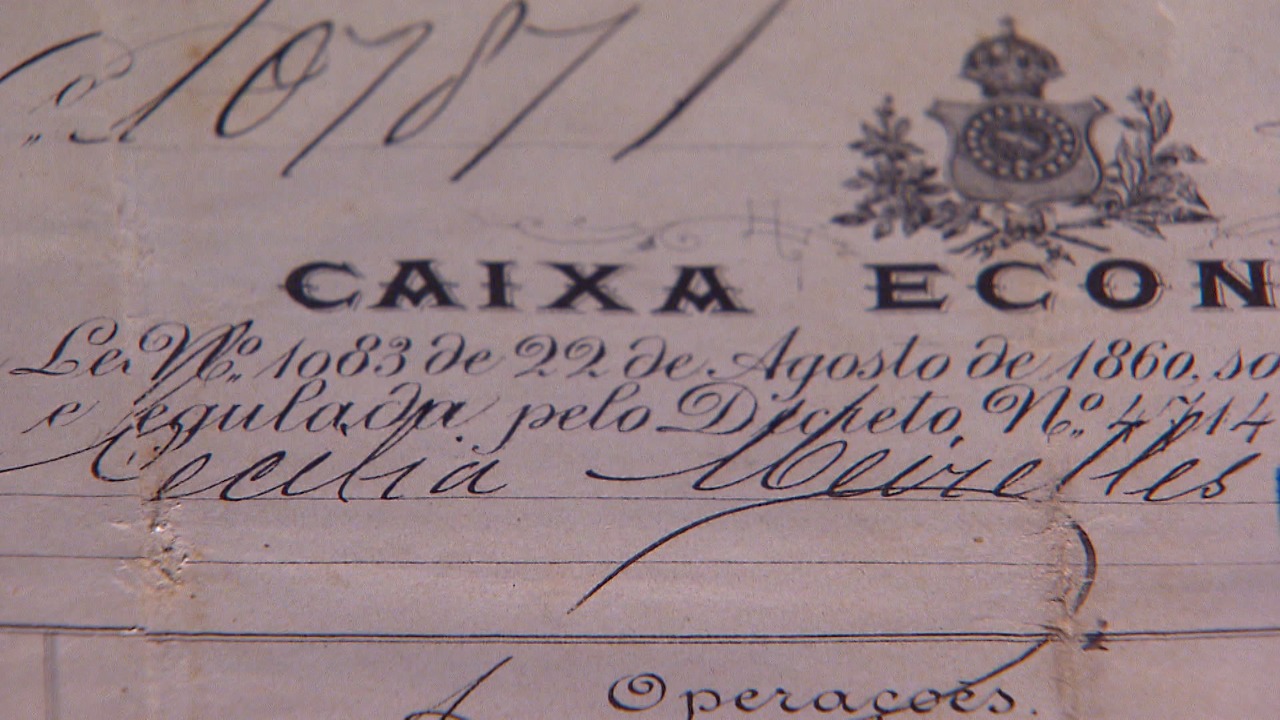 10787
CAIXA ECON
Lei Nº. 1083 de 22 de Agosto de 1860, so
e regulada pelo Decreto, Nº. 4714
Cecilia Meirelles
Operações.